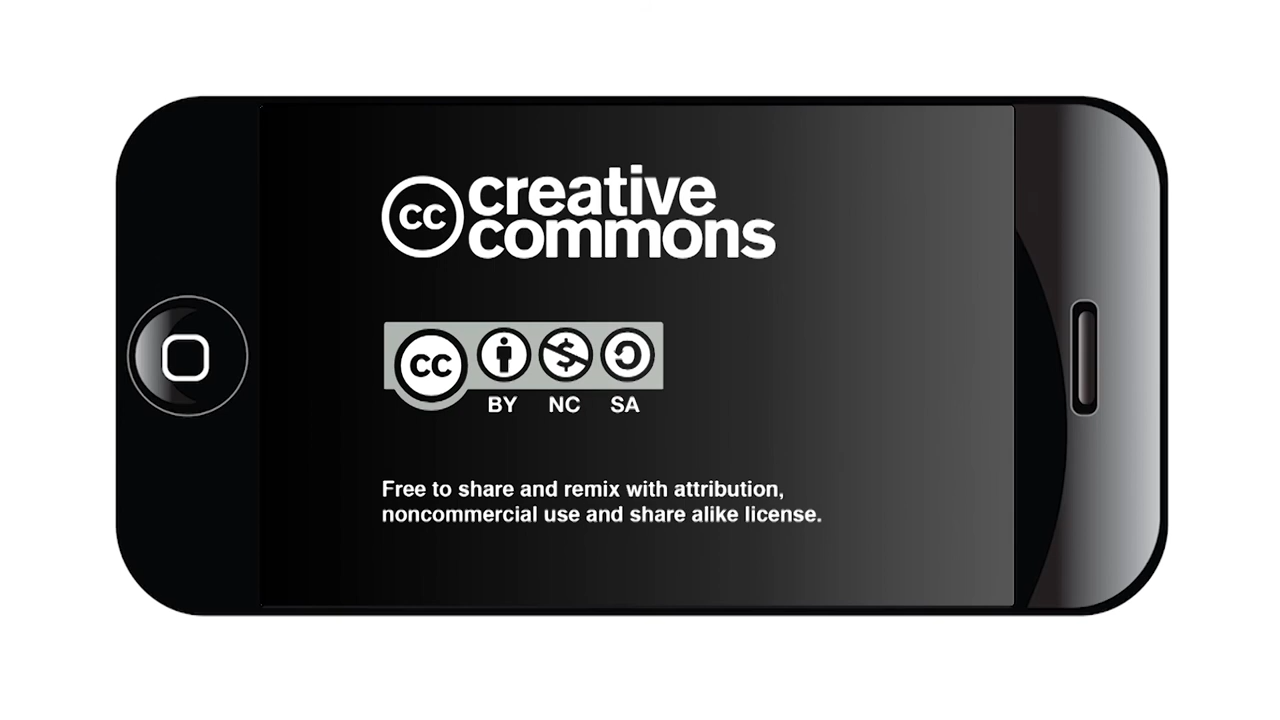 cc creative
commons
cc
BY NC SA
Free to share and remix with attribution,
noncommercial use and share alike license.